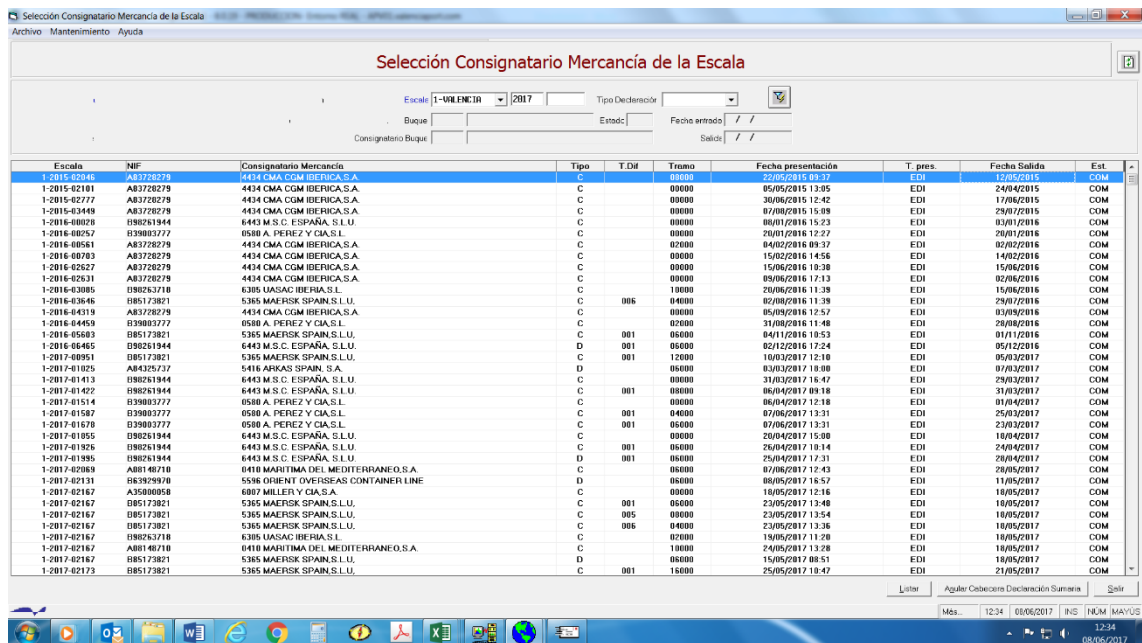 Selección Consignatario Mercancía de la Escala
Archivo Mantenimiento Ayuda
Selección Consignatario Mercancía de la Escala
Escala 1-VALENCIA 2017 Tipo Declaración
Buque Estado Fecha entrada / /
Consignatario Buque Salida / /
Escala NIF Consignatario Mercancía Tipo T.Dif Tramo Fecha presentación T. pres. Fecha Salida Est.
1-2015-02046 A83728279 4434 CMA CGM IBERICA,S.A. C 08000 22/05/2015 09:37 EDI 12/05/2015 COM
1-2015-02101 A83728279 4434 CMA CGM IBERICA,S.A. C 00000 05/05/2015 13:05 EDI 24/04/2015 COM
1-2015-02777 A83728279 4434 CMA CGM IBERICA,S.A. C 00000 30/06/2015 12:42 EDI 17/06/2015 COM
1-2015-03449 A83728279 4434 CMA CGM IBERICA,S.A. C 00000 07/08/2015 15:09 EDI 29/07/2015 COM
1-2016-00028 B98261944 6443 M.S.C. ESPAÑA, S.L.U. C 00000 08/01/2016 15:23 EDI 03/01/2016 COM
1-2016-00257 B39003777 0580 A. PEREZ Y CIA,S.L. C 00000 20/01/2016 12:27 EDI 20/01/2016 COM
1-2016-00561 A83728279 4434 CMA CGM IBERICA,S.A. C 02000 04/02/2016 09:37 EDI 02/02/2016 COM
1-2016-00703 A83728279 4434 CMA CGM IBERICA,S.A. C 00000 15/02/2016 14:56 EDI 14/02/2016 COM
1-2016-02627 A83728279 4434 CMA CGM IBERICA,S.A. C 00000 15/06/2016 10:38 EDI 15/06/2016 COM
1-2016-02631 A83728279 4434 CMA CGM IBERICA,S.A. C 00000 09/06/2016 17:13 EDI 02/06/2016 COM
1-2016-03085 B98263718 6305 UASAC IBERIA,S.L. C 10000 20/06/2016 11:39 EDI 15/06/2016 COM
1-2016-03646 B85173821 5365 MAERSK SPAIN,S.L.U, C 006 04000 02/08/2016 11:39 EDI 29/07/2016 COM
1-2016-04319 A83728279 4434 CMA CGM IBERICA,S.A. C 00000 05/09/2016 12:57 EDI 03/09/2016 COM
1-2016-04459 B39003777 0580 A. PEREZ Y CIA,S.L. C 02000 31/08/2016 11:48 EDI 28/08/2016 COM
1-2016-05603 B85173821 5365 MAERSK SPAIN,S.L.U, C 001 06000 04/11/2016 10:53 EDI 01/11/2016 COM
1-2016-06465 B98261944 6443 M.S.C. ESPAÑA, S.L.U. D 001 06000 02/12/2016 17:24 EDI 05/12/2016 COM
1-2017-00951 B85173821 5365 MAERSK SPAIN,S.L.U, C 001 12000 10/03/2017 12:10 EDI 05/03/2017 COM
1-2017-01025 A84325737 5416 ARKAS SPAIN, S.A. D 06000 03/03/2017 18:00 EDI 07/03/2017 COM
1-2017-01413 B98261944 6443 M.S.C. ESPAÑA, S.L.U. C 00000 31/03/2017 16:47 EDI 29/03/2017 COM
1-2017-01422 B98261944 6443 M.S.C. ESPAÑA, S.L.U. C 001 08000 06/04/2017 09:18 EDI 31/03/2017 COM
1-2017-01514 B39003777 0580 A. PEREZ Y CIA,S.L. C 00000 06/04/2017 12:18 EDI 01/04/2017 COM
1-2017-01587 B39003777 0580 A. PEREZ Y CIA,S.L. C 001 04000 07/06/2017 13:31 EDI 25/03/2017 COM
1-2017-01678 B39003777 0580 A. PEREZ Y CIA,S.L. C 001 06000 07/06/2017 13:31 EDI 23/03/2017 COM
1-2017-01855 B98261944 6443 M.S.C. ESPAÑA, S.L.U. C 00000 20/04/2017 15:00 EDI 18/04/2017 COM
1-2017-01926 B98261944 6443 M.S.C. ESPAÑA, S.L.U. C 001 06000 26/04/2017 10:14 EDI 24/04/2017 COM
1-2017-01995 B98261944 6443 M.S.C. ESPAÑA, S.L.U. D 001 06000 25/04/2017 17:31 EDI 28/04/2017 COM
1-2017-02069 A08148710 0410 MARITIMA DEL MEDITERRANEO,S.A. C 06000 07/06/2017 12:43 EDI 28/05/2017 COM
1-2017-02131 B63929970 5596 ORIENT OVERSEAS CONTAINER LINE D 06000 08/05/2017 16:57 EDI 11/05/2017 COM
1-2017-02167 A35000058 6007 MILLER Y CIA,S.A. C 00000 18/05/2017 12:16 EDI 18/05/2017 COM
1-2017-02167 B85173821 5365 MAERSK SPAIN,S.L.U, C 001 06000 23/05/2017 13:48 EDI 18/05/2017 COM
1-2017-02167 B85173821 5365 MAERSK SPAIN,S.L.U, C 005 08000 23/05/2017 13:54 EDI 18/05/2017 COM
1-2017-02167 B85173821 5365 MAERSK SPAIN,S.L.U, C 006 04000 23/05/2017 13:36 EDI 18/05/2017 COM
1-2017-02167 B98263718 6305 UASAC IBERIA,S.L. C 02000 19/05/2017 11:20 EDI 18/05/2017 COM
1-2017-02167 A08148710 0410 MARITIMA DEL MEDITERRANEO,S.A. C 10000 24/05/2017 13:28 EDI 18/05/2017 COM
1-2017-02167 B85173821 5365 MAERSK SPAIN,S.L.U, D 06000 15/05/2017 08:51 EDI 18/05/2017 COM
1-2017-02173 B85173821 5365 MAERSK SPAIN,S.L.U, C 001 16000 25/05/2017 10:47 EDI 21/05/2017 COM
Listar Anular Cabecera Declaración Sumaria Salir
Más... 12:34 08/06/2017 INS NÚM MAYÚS
12:34
08/06/2017